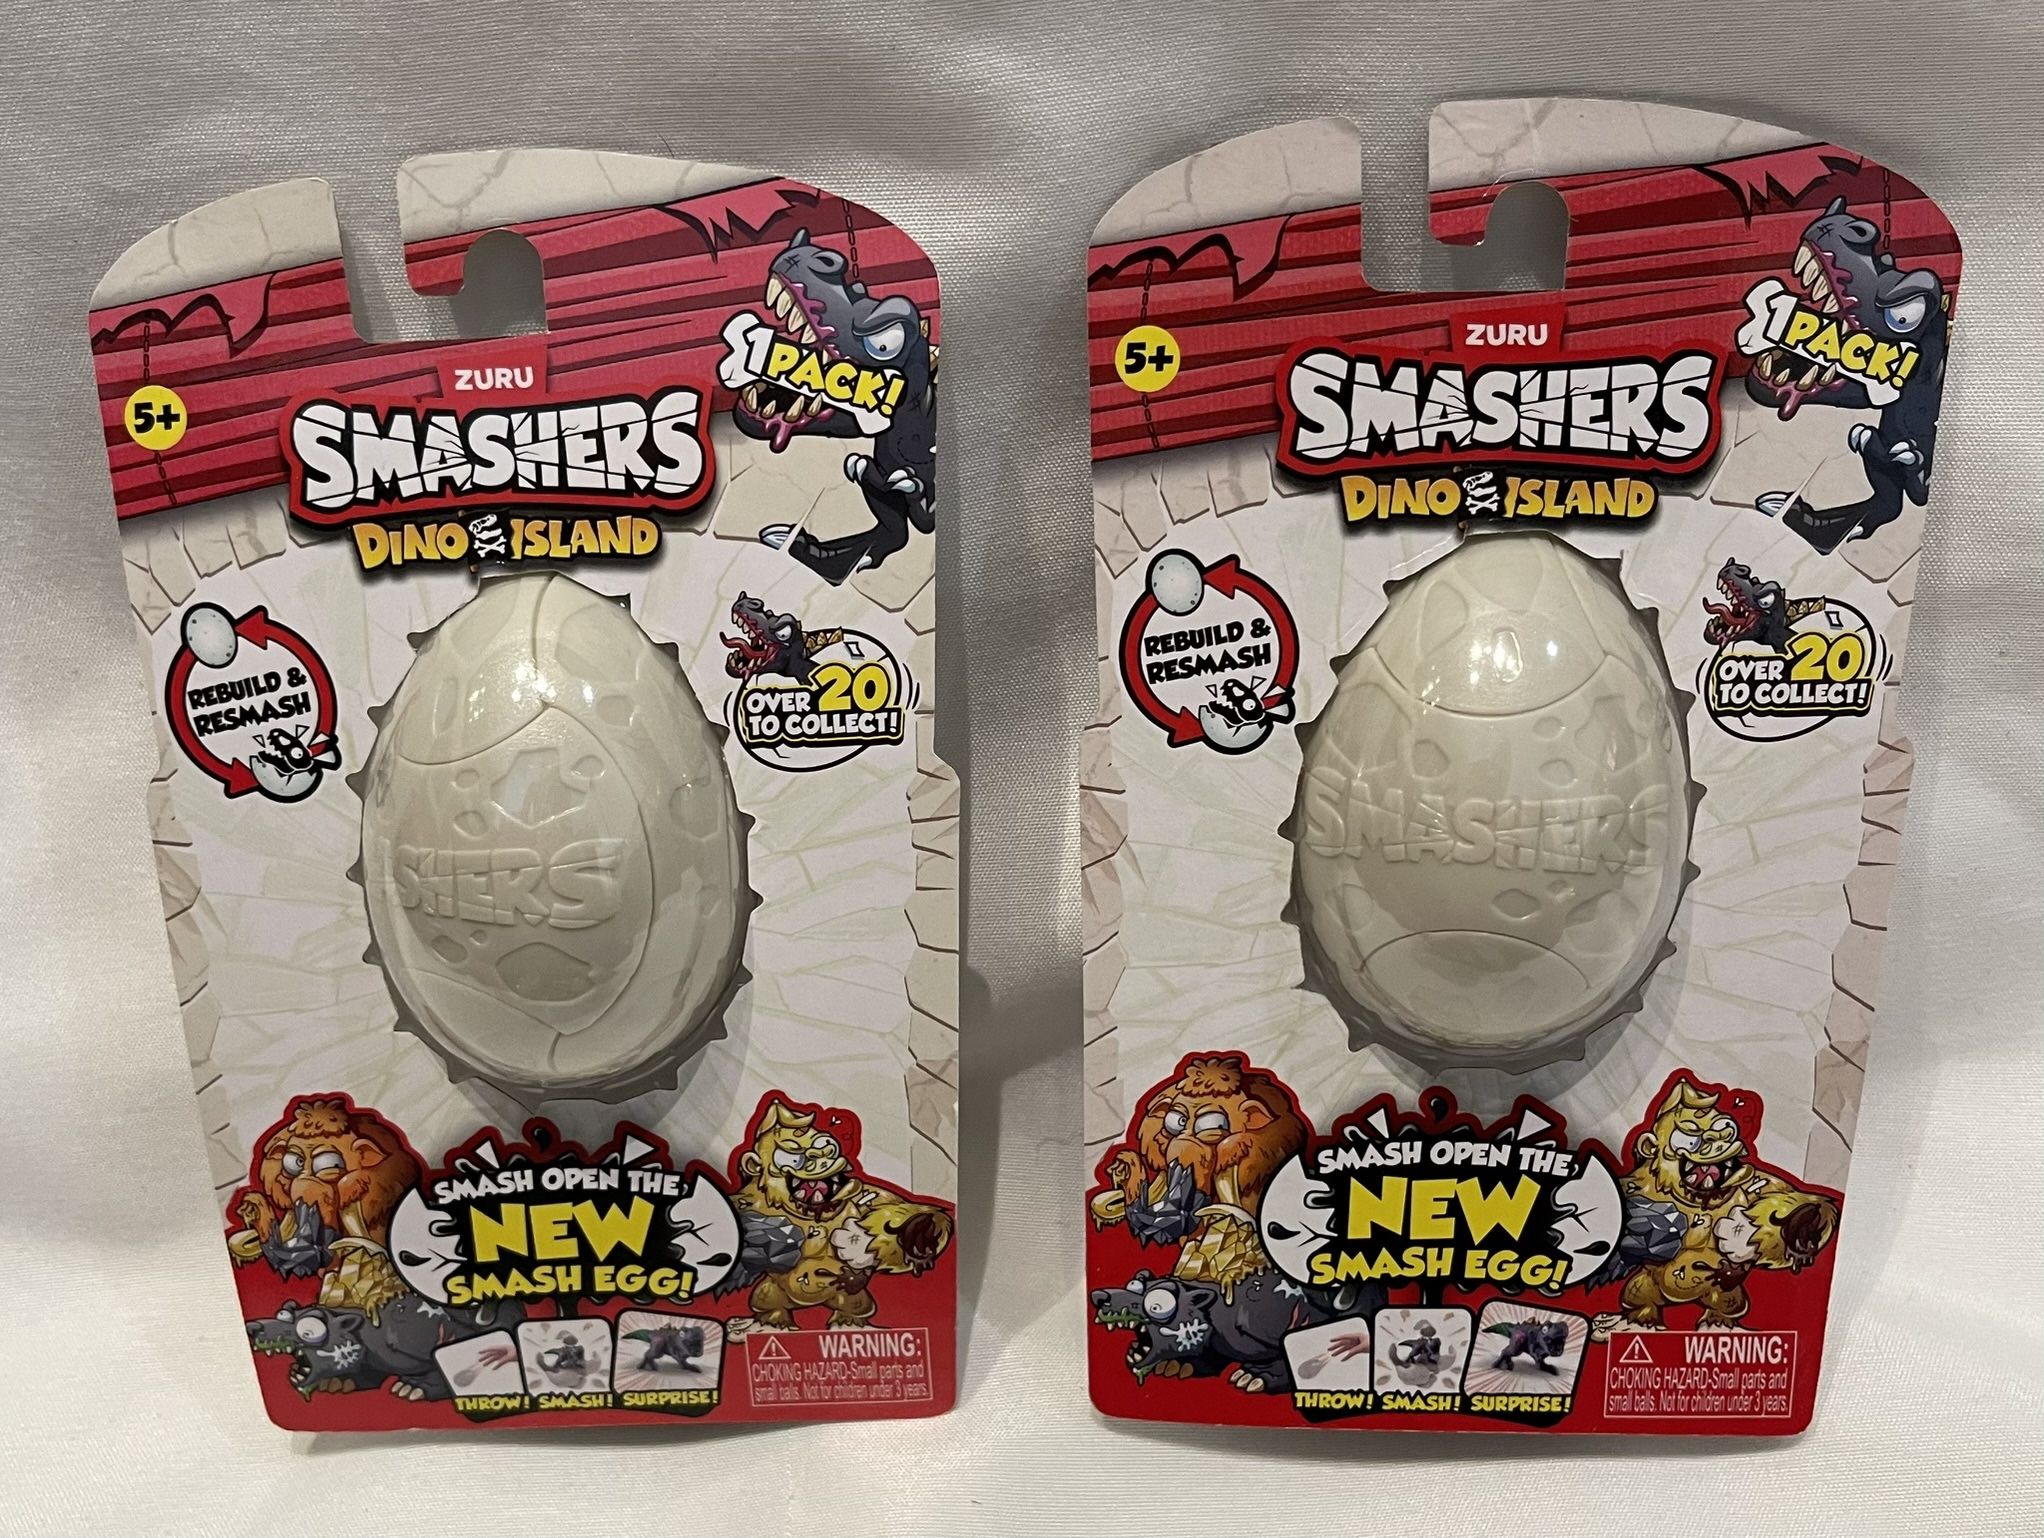 ZURU
SMASHERS
DINO ISLAND
5+
1 PACK!
REBUILD &
RESMASH
OVER 20
TO COLLECT!
SHERS
SMASH OPEN THE
NEW
SMASH EGG!
THROW! SMASH! SURPRISE!
WARNING:
CHOKING HAZARD-Small parts and
small balls. Not for children under 3 years.
ZURU
SMASHERS
DINO ISLAND
5+
1 PACK!
REBUILD &
RESMASH
OVER 20
TO COLLECT!
SMASHERS
SMASH OPEN THE
NEW
SMASH EGG!
THROW! SMASH! SURPRISE!
WARNING:
CHOKING HAZARD-Small parts and
small balls. Not for children under 3 years.